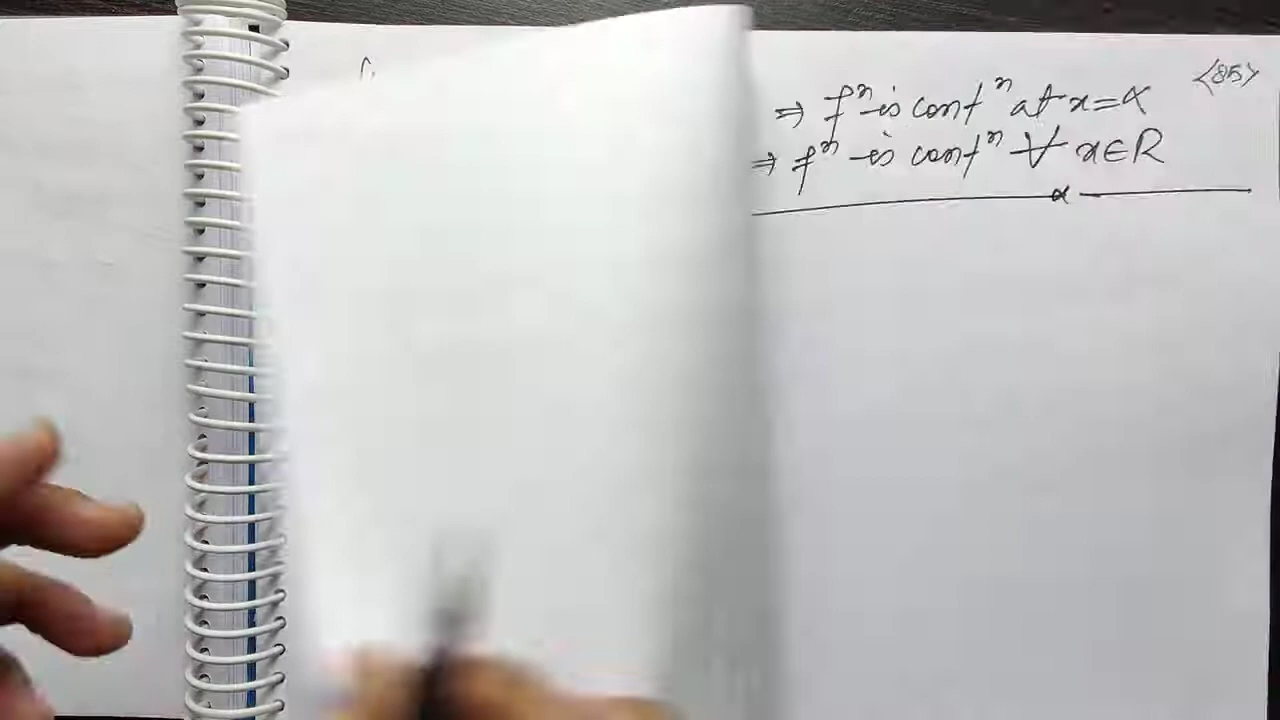 <85>
⇒ fⁿ is contⁿ at x=α
⇒ fⁿ is contⁿ ∀ x∈R